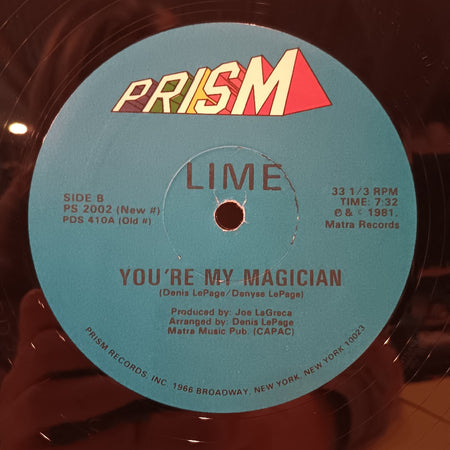 PRISM
LIME
SIDE B
PS 2002 (New #)
PDS 410A (Old #)
33 1/3 RPM
TIME: 7:32
℗ & © 1981.
Matra Records
YOU'RE MY MAGICIAN
(Denis LePage/Denyse LePage)
Produced by: Joe LaGreca
Arranged by: Denis LePage
Matra Music Pub. (CAPAC)
PRISM RECORDS, INC. 1966 BROADWAY, NEW YORK, NEW YORK 10023